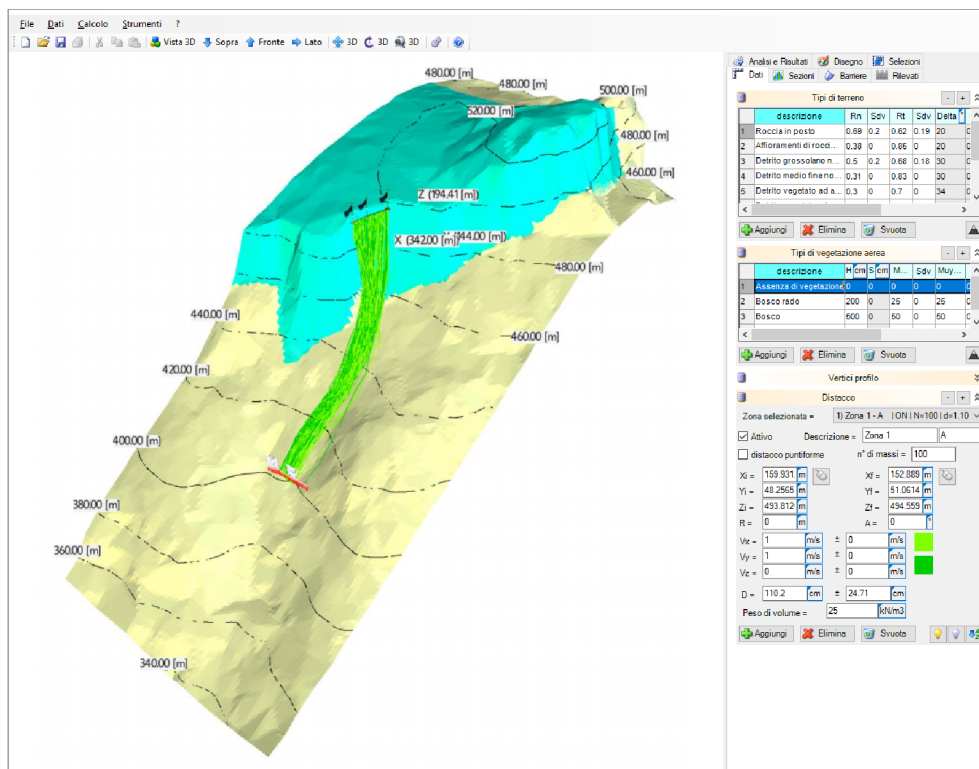 File Dati Calcolo Strumenti ?
Vista 3D Sopra Fronte Lato 3D 3D 3D
480.00 [m]
480.00 [m]
500.00 [m]
520.00 [m]
480.00 [m]
460.00 [m]
Z (194.41 [m])
X (342.00 [m]) 144.00 [m])
480.00 [m]
440.00 [m]
460.00 [m]
420.00 [m]
400.00 [m]
380.00 [m]
360.00 [m]
340.00 [m]
Analisi e Risultati Disegno Selezioni
Dati Sezioni Barriere Rilevati
Tipi di terreno - +
descrizione Rn Sdv Rt Sdv Delta °
1 Roccia in posto 0.69 0.2 0.62 0.19 20
2 Affioramenti di rocci... 0.38 0 0.85 0 20
3 Detrito grossolano n... 0.5 0.2 0.68 0.18 30
4 Detrito medio fine no... 0.31 0 0.83 0 30
5 Detrito vegetato ad a... 0.3 0 0.7 0 34
Aggiungi Elimina Svuota
Tipi di vegetazione aerea - +
descrizione H cm S cm M... Sdv Muy...
1 Assenza di vegetazione 0 0 0 0 0
2 Bosco rado 200 0 25 0 25
3 Bosco 500 0 50 0 50
Aggiungi Elimina Svuota
Vertici profilo
Distacco - +
Zona selezionata = 1) Zona 1 - A | ON | N=100 | d=1.10
Attivo Descrizione = Zona 1 A
distacco puntiforme n° di massi = 100
Xi = 159.931 m Xf = 152.889 m
Yi = 48.2565 m Yf = 51.0614 m
Zi = 493.812 m Zf = 494.559 m
R = 0 m A = 0 °
Vx = 1 m/s ± 0 m/s
Vy = 1 m/s ± 0 m/s
Vz = 0 m/s ± 0 m/s
D = 110.2 cm ± 24.71 cm
Peso di volume = 25 kN/m3
Aggiungi Elimina Svuota